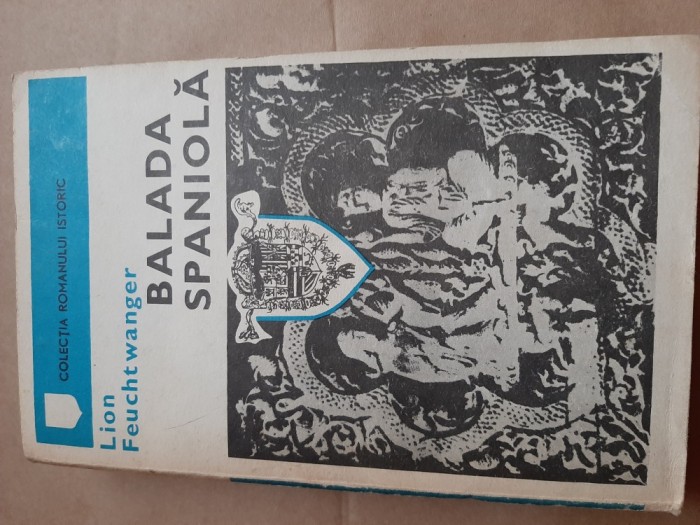 COLECȚIA ROMANULUI ISTORIC
Lion
Feuchtwanger
BALADA
SPANIOLĂ